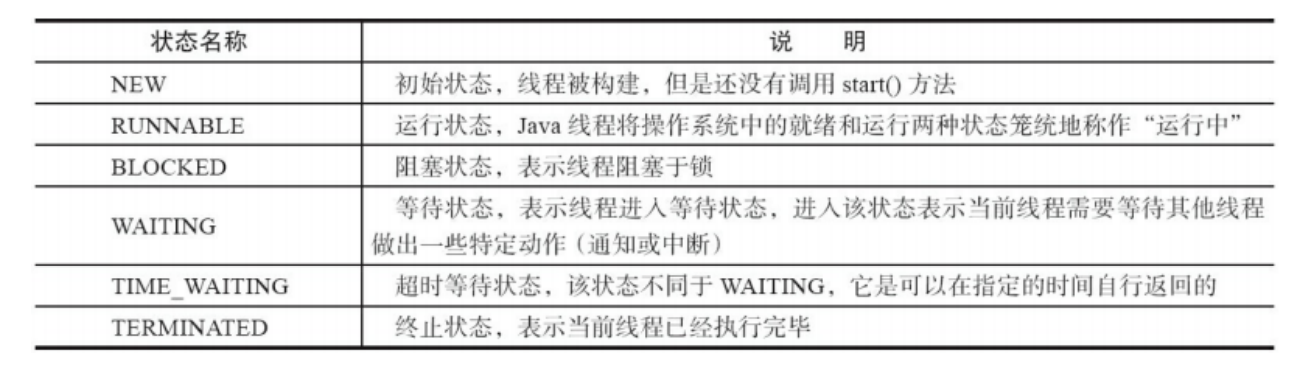 状态名称 说 明
NEW 初始状态，线程被构建，但是还没有调用 start() 方法
RUNNABLE 运行状态，Java 线程将操作系统中的就绪和运行两种状态笼统地称作“运行中”
BLOCKED 阻塞状态，表示线程阻塞于锁
WAITING 等待状态，表示线程进入等待状态，进入该状态表示当前线程需要等待其他线程
做出一些特定动作（通知或中断）
TIME_WAITING 超时等待状态，该状态不同于 WAITING，它是可以在指定的时间自行返回的
TERMINATED 终止状态，表示当前线程已经执行完毕